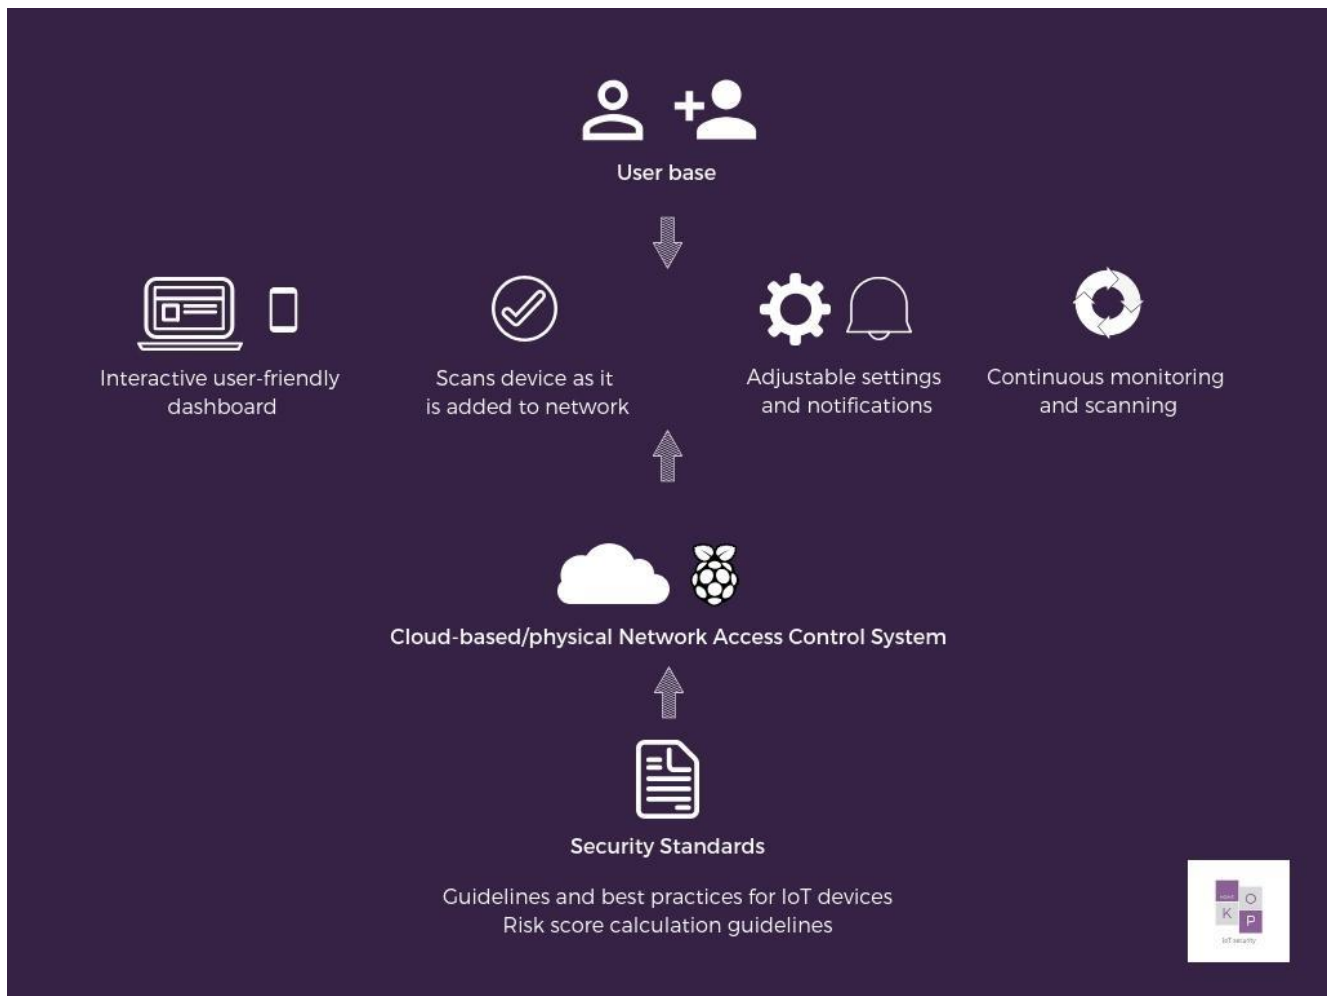 User base
Interactive user-friendly
dashboard
Scans device as it
is added to network
Adjustable settings
and notifications
Continuous monitoring
and scanning
Cloud-based/physical Network Access Control System
Security Standards
Guidelines and best practices for IoT devices
Risk score calculation guidelines
O
K
P
IoT security